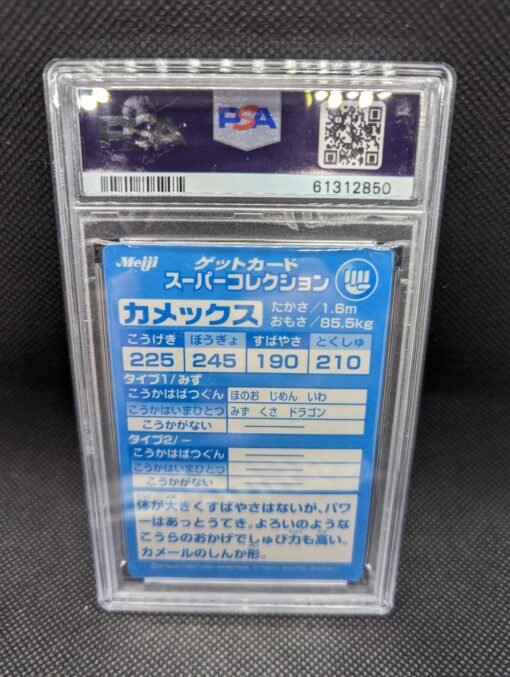 PSA
61312850
Meiji
ゲットカード
スーパーコレクション
カメックス
たかさ／1.6m
おもさ／85.5kg
こうげき ぼうぎょ すばやさ とくしゅ
225 245 190 210
タイプ1/みず
こうかはばつぐん ほのお じめん いわ
こうかはいまひとつ みず くさ ドラゴン
こうかがない
タイプ2/ー
こうかはばつぐん
こうかはいまひとつ
こうかがない
体が大きくすばやさはないが、パワ
ーはあっとうてき。よろいのような
こうらのおかげでしゅび力も高い。
カメールのしんか形。